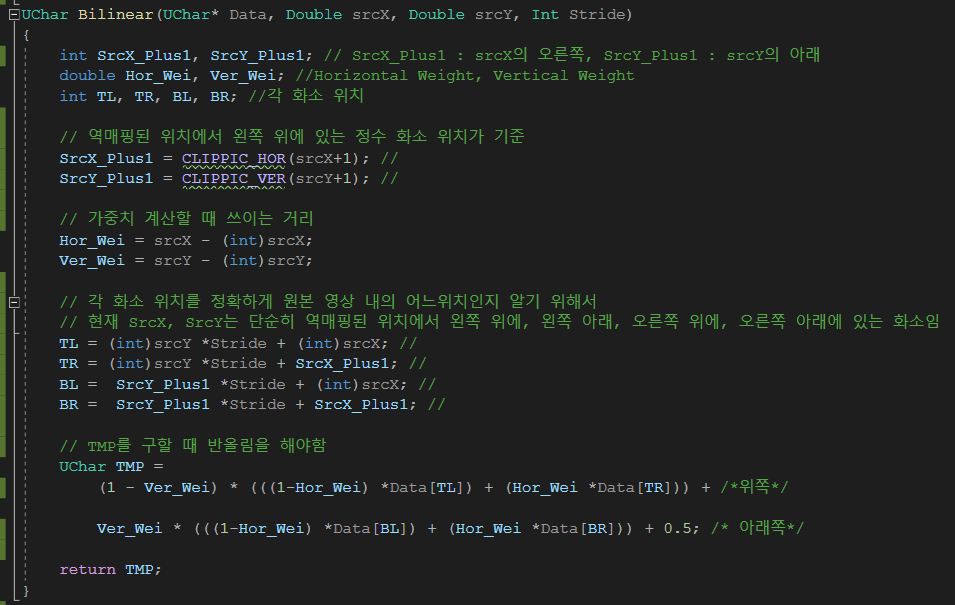 UChar Bilinear(UChar* Data, Double srcX, Double srcY, Int Stride)
{
int SrcX_Plus1, SrcY_Plus1; // SrcX_Plus1 : srcX의 오른쪽, SrcY_Plus1 : srcY의 아래
double Hor_Wei, Ver_Wei; //Horizontal Weight, Vertical Weight
int TL, TR, BL, BR; //각 화소 위치
// 역매핑된 위치에서 왼쪽 위에 있는 정수 화소 위치가 기준
SrcX_Plus1 = CLIPPIC_HOR(srcX+1); //
SrcY_Plus1 = CLIPPIC_VER(srcY+1); //
// 가중치 계산할 때 쓰이는 거리
Hor_Wei = srcX - (int)srcX;
Ver_Wei = srcY - (int)srcY;
// 각 화소 위치를 정확하게 원본 영상 내의 어느위치인지 알기 위해서
// 현재 SrcX, SrcY는 단순히 역매핑된 위치에서 왼쪽 위에, 왼쪽 아래, 오른쪽 위에, 오른쪽 아래에 있는 화소임
TL = (int)srcY *Stride + (int)srcX; //
TR = (int)srcY *Stride + SrcX_Plus1; //
BL =  SrcY_Plus1 *Stride + (int)srcX; //
BR =  SrcY_Plus1 *Stride + SrcX_Plus1; //
// TMP를 구할 때 반올림을 해야함
UChar TMP =
(1 - Ver_Wei) * (((1-Hor_Wei) *Data[TL]) + (Hor_Wei *Data[TR])) + /*위쪽*/
Ver_Wei * (((1-Hor_Wei) *Data[BL]) + (Hor_Wei *Data[BR])) + 0.5; /* 아래쪽*/
return TMP;
}